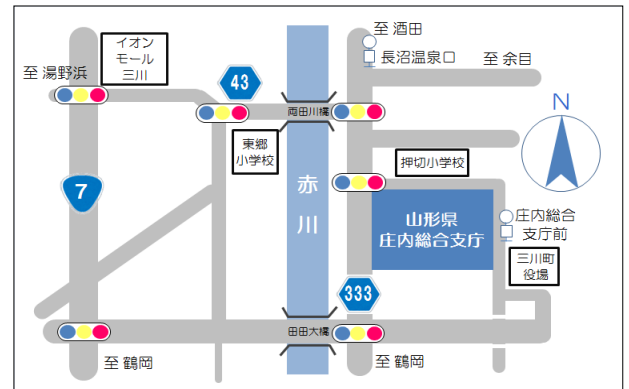 至 酒田
イオン
モール
三川
長沼温泉口
至 余目
至 湯野浜
43
両田川橋
N
東郷
小学校
押切小学校
赤川
7
山形県
庄内総合支庁
庄内総合
支庁前
三川町
役場
333
田田大橋
至 鶴岡
至 鶴岡